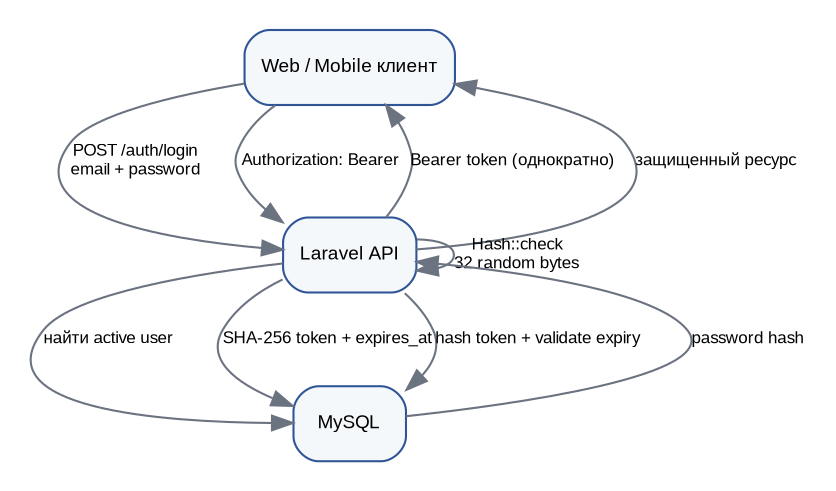 Web / Mobile клиент
POST /auth/login
email + password
Authorization: Bearer
Bearer token (однократно)
защищенный ресурс
Laravel API
Hash::check
32 random bytes
найти active user
SHA-256 token + expires_at
hash token + validate expiry
password hash
MySQL